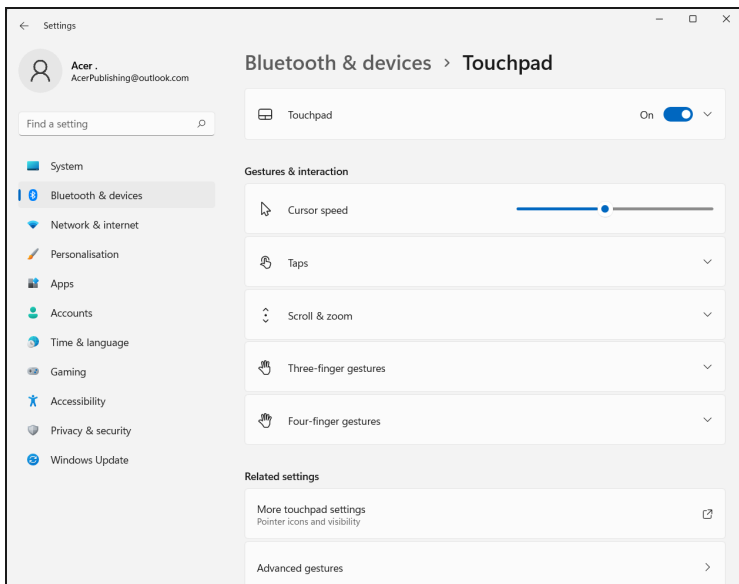 Settings
Acer .
AcerPublishing@outlook.com
Find a setting
System
Bluetooth & devices
Network & internet
Personalisation
Apps
Accounts
Time & language
Gaming
Accessibility
Privacy & security
Windows Update
Bluetooth & devices > Touchpad
Touchpad
On
Gestures & interaction
Cursor speed
Taps
Scroll & zoom
Three-finger gestures
Four-finger gestures
Related settings
More touchpad settings
Pointer icons and visibility
Advanced gestures